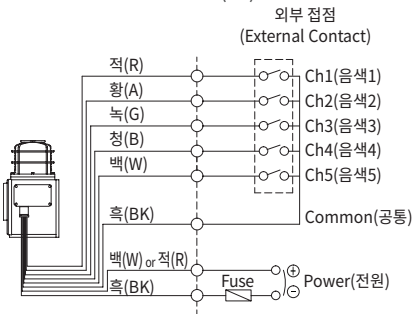 외부 접점
(External Contact)
적(R) Ch1(음색1)
황(A) Ch2(음색2)
녹(G) Ch3(음색3)
청(B) Ch4(음색4)
백(W) Ch5(음색5)
흑(BK) Common(공통)
백(W) or 적(R)
Fuse ⊕ Power(전원)
흑(BK) ⊖